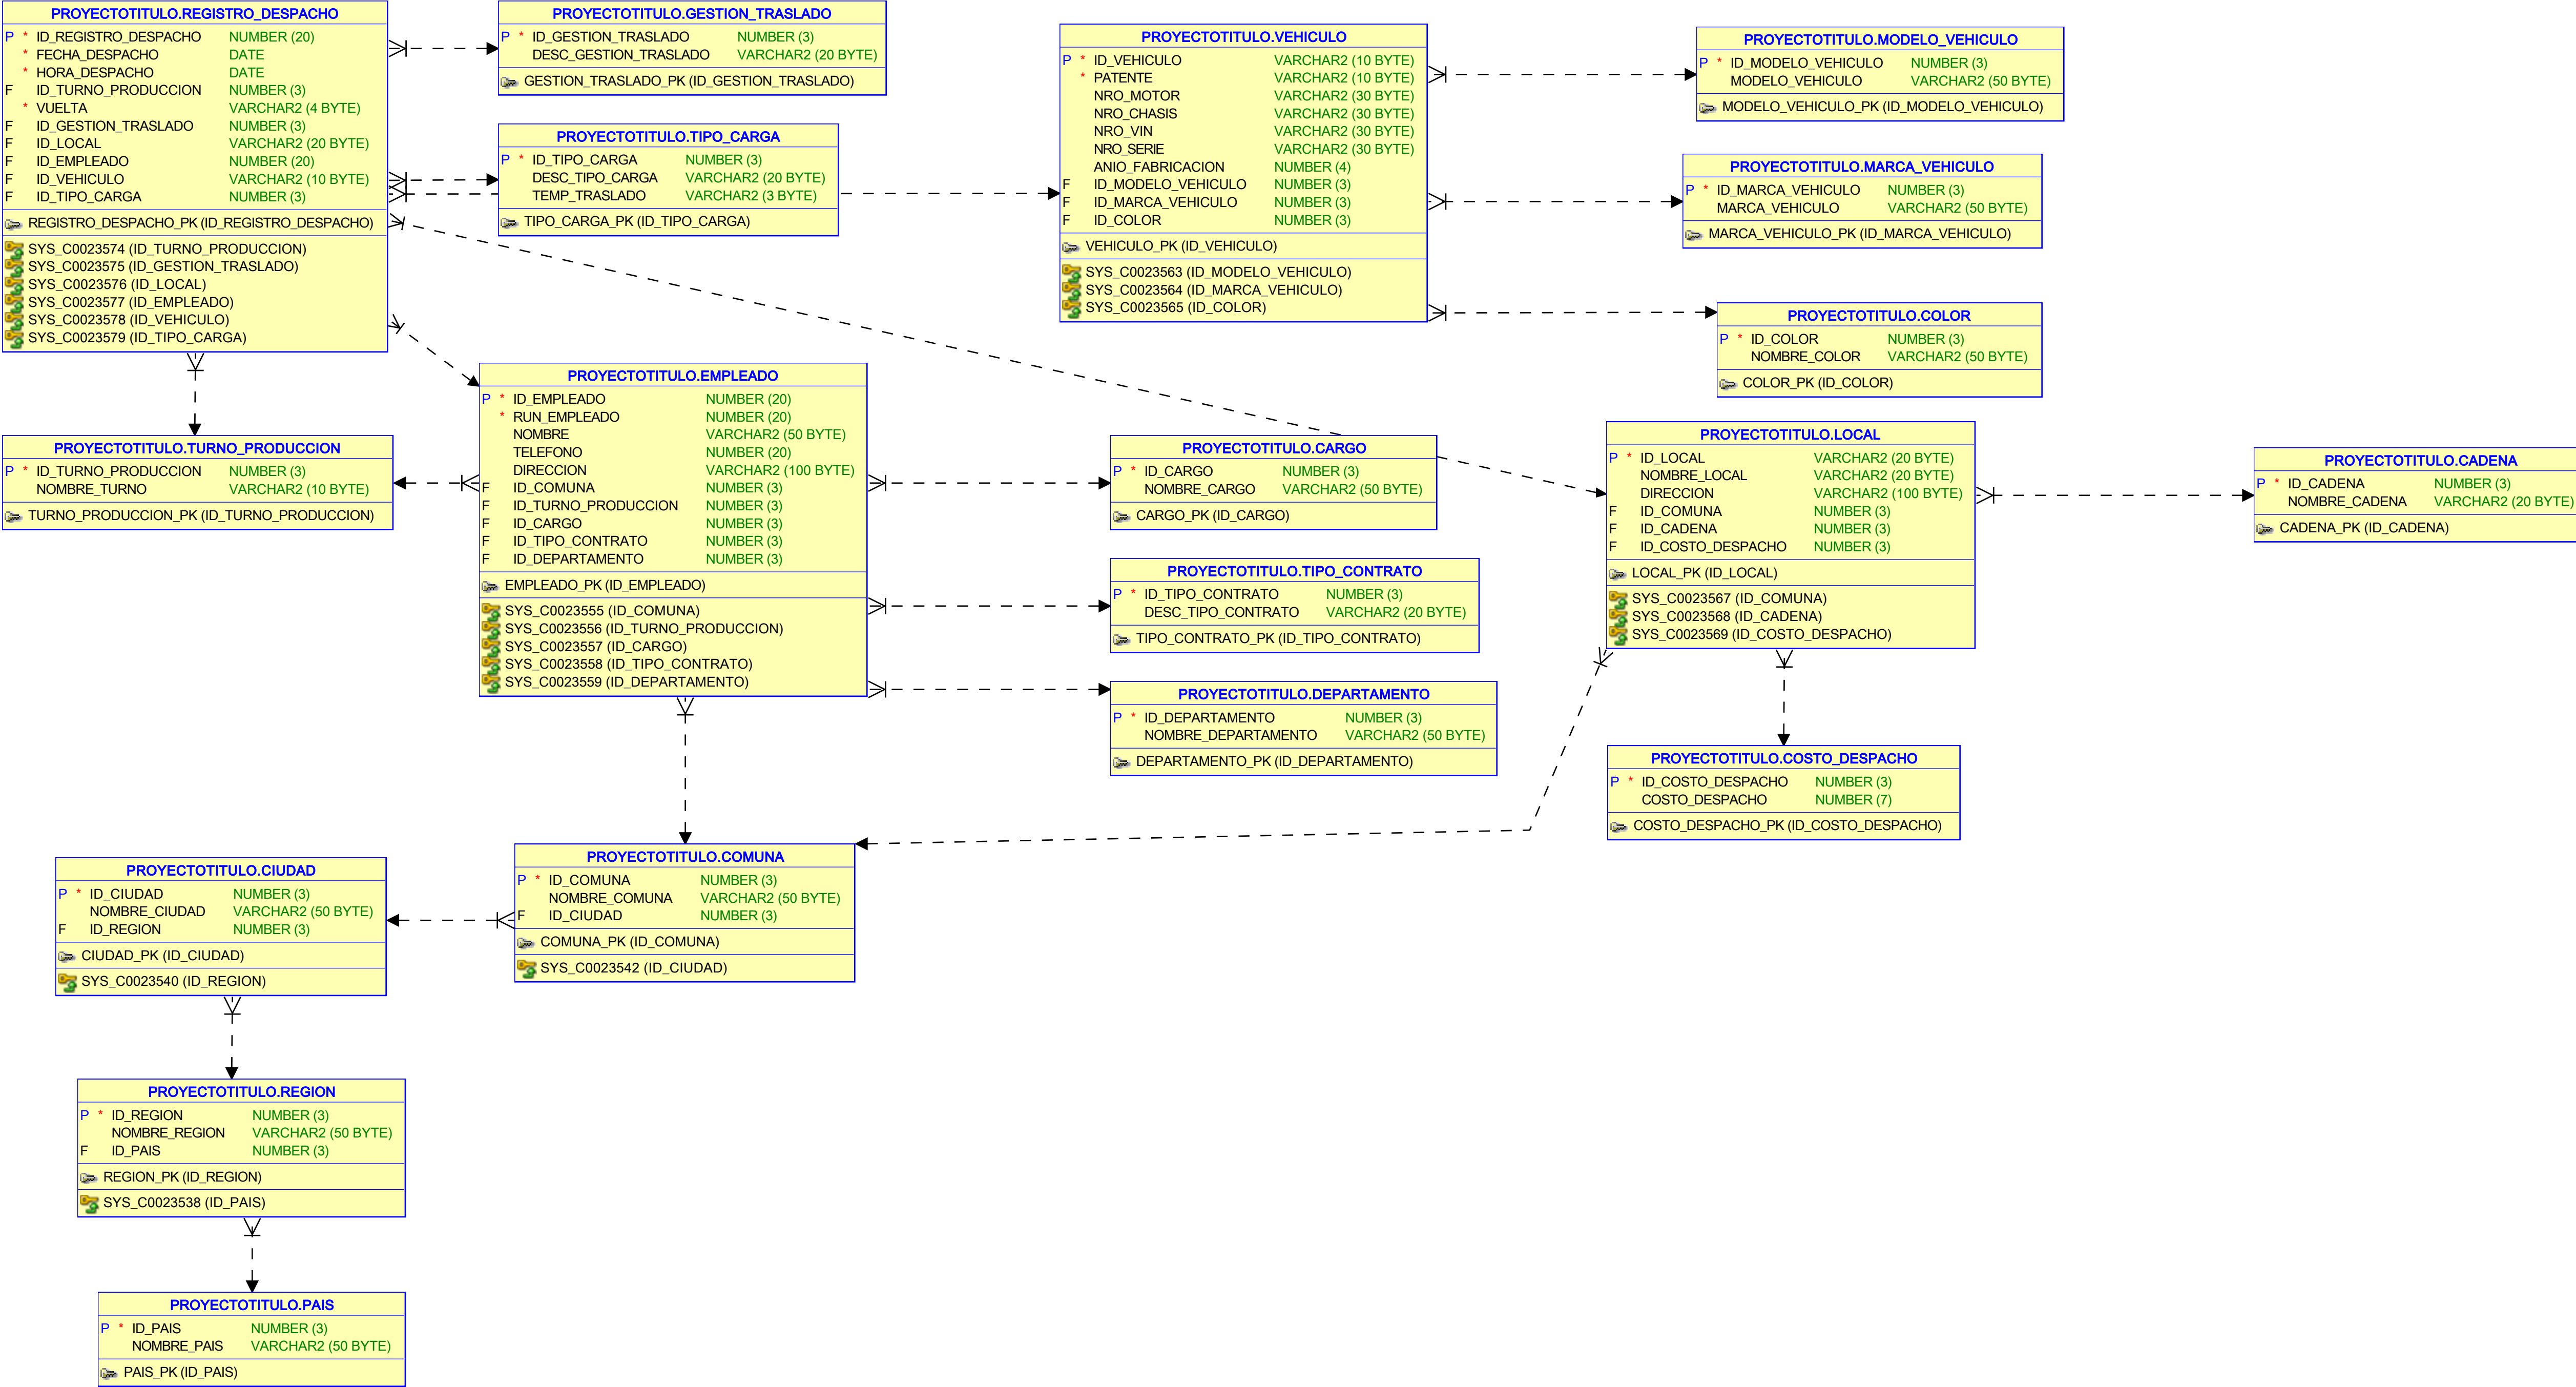 PROYECTOTITULO.REGISTRO_DESPACHO
P * ID_REGISTRO_DESPACHO NUMBER (20)
* FECHA_DESPACHO DATE
* HORA_DESPACHO DATE
F ID_TURNO_PRODUCCION NUMBER (3)
* VUELTA VARCHAR2 (4 BYTE)
F ID_GESTION_TRASLADO NUMBER (3)
F ID_LOCAL VARCHAR2 (20 BYTE)
F ID_EMPLEADO NUMBER (20)
F ID_VEHICULO VARCHAR2 (10 BYTE)
F ID_TIPO_CARGA NUMBER (3)
REGISTRO_DESPACHO_PK (ID_REGISTRO_DESPACHO)
SYS_C0023574 (ID_TURNO_PRODUCCION)
SYS_C0023575 (ID_GESTION_TRASLADO)
SYS_C0023576 (ID_LOCAL)
SYS_C0023577 (ID_EMPLEADO)
SYS_C0023578 (ID_VEHICULO)
SYS_C0023579 (ID_TIPO_CARGA)
PROYECTOTITULO.GESTION_TRASLADO
P * ID_GESTION_TRASLADO NUMBER (3)
DESC_GESTION_TRASLADO VARCHAR2 (20 BYTE)
GESTION_TRASLADO_PK (ID_GESTION_TRASLADO)
PROYECTOTITULO.TIPO_CARGA
P * ID_TIPO_CARGA NUMBER (3)
DESC_TIPO_CARGA VARCHAR2 (20 BYTE)
TEMP_TRASLADO VARCHAR2 (3 BYTE)
TIPO_CARGA_PK (ID_TIPO_CARGA)
PROYECTOTITULO.VEHICULO
P * ID_VEHICULO VARCHAR2 (10 BYTE)
* PATENTE VARCHAR2 (10 BYTE)
NRO_MOTOR VARCHAR2 (30 BYTE)
NRO_CHASIS VARCHAR2 (30 BYTE)
NRO_VIN VARCHAR2 (30 BYTE)
NRO_SERIE VARCHAR2 (30 BYTE)
ANIO_FABRICACION NUMBER (4)
F ID_MODELO_VEHICULO NUMBER (3)
F ID_MARCA_VEHICULO NUMBER (3)
F ID_COLOR NUMBER (3)
VEHICULO_PK (ID_VEHICULO)
SYS_C0023563 (ID_MODELO_VEHICULO)
SYS_C0023564 (ID_MARCA_VEHICULO)
SYS_C0023565 (ID_COLOR)
PROYECTOTITULO.MODELO_VEHICULO
P * ID_MODELO_VEHICULO NUMBER (3)
MODELO_VEHICULO VARCHAR2 (50 BYTE)
MODELO_VEHICULO_PK (ID_MODELO_VEHICULO)
PROYECTOTITULO.MARCA_VEHICULO
P * ID_MARCA_VEHICULO NUMBER (3)
MARCA_VEHICULO VARCHAR2 (50 BYTE)
MARCA_VEHICULO_PK (ID_MARCA_VEHICULO)
PROYECTOTITULO.COLOR
P * ID_COLOR NUMBER (3)
NOMBRE_COLOR VARCHAR2 (50 BYTE)
COLOR_PK (ID_COLOR)
PROYECTOTITULO.TURNO_PRODUCCION
P * ID_TURNO_PRODUCCION NUMBER (3)
NOMBRE_TURNO VARCHAR2 (10 BYTE)
TURNO_PRODUCCION_PK (ID_TURNO_PRODUCCION)
PROYECTOTITULO.EMPLEADO
P * ID_EMPLEADO NUMBER (20)
* RUN_EMPLEADO NUMBER (20)
NOMBRE VARCHAR2 (50 BYTE)
TELEFONO NUMBER (20)
DIRECCION VARCHAR2 (100 BYTE)
F ID_COMUNA NUMBER (3)
F ID_TURNO_PRODUCCION NUMBER (3)
F ID_CARGO NUMBER (3)
F ID_TIPO_CONTRATO NUMBER (3)
F ID_DEPARTAMENTO NUMBER (3)
EMPLEADO_PK (ID_EMPLEADO)
SYS_C0023555 (ID_COMUNA)
SYS_C0023556 (ID_TURNO_PRODUCCION)
SYS_C0023557 (ID_CARGO)
SYS_C0023558 (ID_TIPO_CONTRATO)
SYS_C0023559 (ID_DEPARTAMENTO)
PROYECTOTITULO.CARGO
P * ID_CARGO NUMBER (3)
NOMBRE_CARGO VARCHAR2 (50 BYTE)
CARGO_PK (ID_CARGO)
PROYECTOTITULO.TIPO_CONTRATO
P * ID_TIPO_CONTRATO NUMBER (3)
DESC_TIPO_CONTRATO VARCHAR2 (20 BYTE)
TIPO_CONTRATO_PK (ID_TIPO_CONTRATO)
PROYECTOTITULO.DEPARTAMENTO
P * ID_DEPARTAMENTO NUMBER (3)
NOMBRE_DEPARTAMENTO VARCHAR2 (50 BYTE)
DEPARTAMENTO_PK (ID_DEPARTAMENTO)
PROYECTOTITULO.LOCAL
P * ID_LOCAL VARCHAR2 (20 BYTE)
NOMBRE_LOCAL VARCHAR2 (20 BYTE)
DIRECCION VARCHAR2 (100 BYTE)
F ID_COMUNA NUMBER (3)
F ID_CADENA NUMBER (3)
F ID_COSTO_DESPACHO NUMBER (3)
LOCAL_PK (ID_LOCAL)
SYS_C0023567 (ID_COMUNA)
SYS_C0023568 (ID_CADENA)
SYS_C0023569 (ID_COSTO_DESPACHO)
PROYECTOTITULO.CADENA
P * ID_CADENA NUMBER (3)
NOMBRE_CADENA VARCHAR2 (20 BYTE)
CADENA_PK (ID_CADENA)
PROYECTOTITULO.COSTO_DESPACHO
P * ID_COSTO_DESPACHO NUMBER (3)
COSTO_DESPACHO NUMBER (7)
COSTO_DESPACHO_PK (ID_COSTO_DESPACHO)
PROYECTOTITULO.COMUNA
P * ID_COMUNA NUMBER (3)
NOMBRE_COMUNA VARCHAR2 (50 BYTE)
F ID_CIUDAD NUMBER (3)
COMUNA_PK (ID_COMUNA)
SYS_C0023542 (ID_CIUDAD)
PROYECTOTITULO.CIUDAD
P * ID_CIUDAD NUMBER (3)
NOMBRE_CIUDAD VARCHAR2 (50 BYTE)
F ID_REGION NUMBER (3)
CIUDAD_PK (ID_CIUDAD)
SYS_C0023540 (ID_REGION)
PROYECTOTITULO.REGION
P * ID_REGION NUMBER (3)
NOMBRE_REGION VARCHAR2 (50 BYTE)
F ID_PAIS NUMBER (3)
REGION_PK (ID_REGION)
SYS_C0023538 (ID_PAIS)
PROYECTOTITULO.PAIS
P * ID_PAIS NUMBER (3)
NOMBRE_PAIS VARCHAR2 (50 BYTE)
PAIS_PK (ID_PAIS)